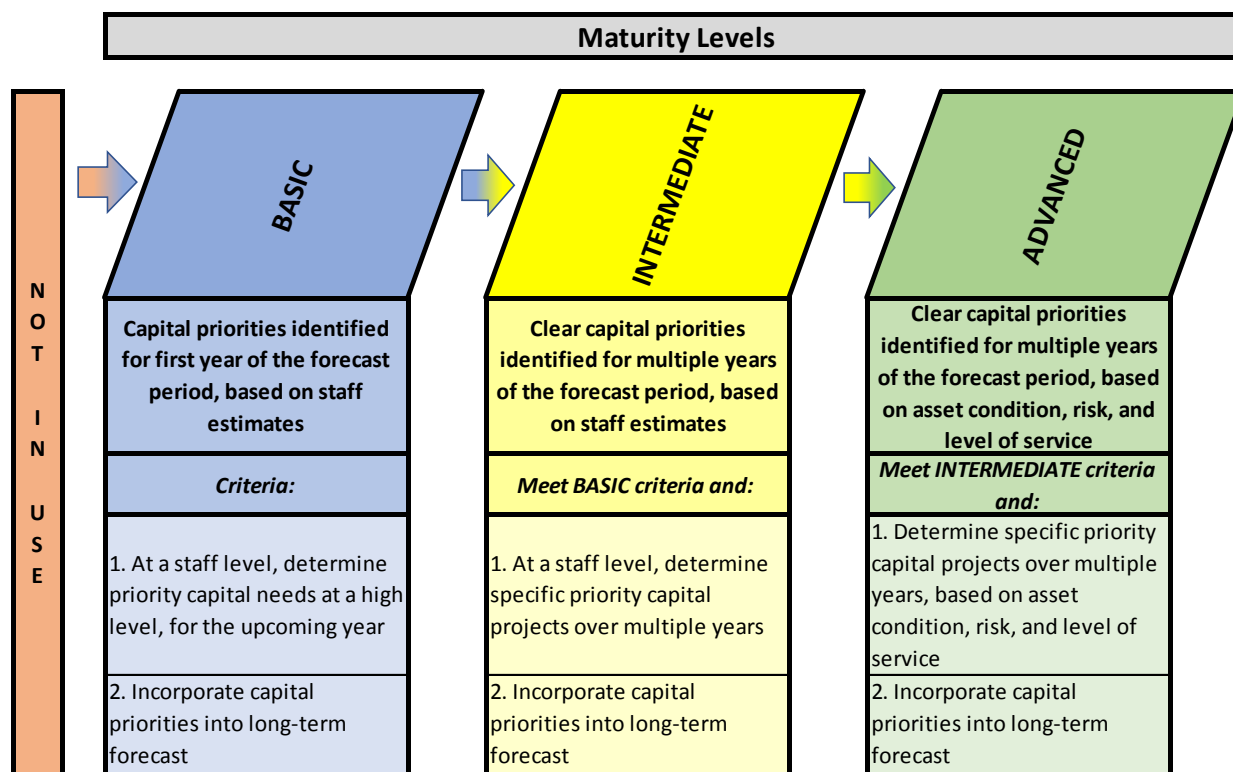 Maturity Levels
NOT IN USE
BASIC
Capital priorities identified
for first year of the forecast
period, based on staff
estimates
Criteria:
1. At a staff level, determine
priority capital needs at a high
level, for the upcoming year
2. Incorporate capital
priorities into long-term
forecast
INTERMEDIATE
Clear capital priorities
identified for multiple years
of the forecast period, based
on staff estimates
Meet BASIC criteria and:
1. At a staff level, determine
specific priority capital
projects over multiple years
2. Incorporate capital
priorities into long-term
forecast
ADVANCED
Clear capital priorities
identified for multiple years
of the forecast period, based
on asset condition, risk, and
level of service
Meet INTERMEDIATE criteria
and:
1. Determine specific priority
capital projects over multiple
years, based on asset
condition, risk, and level of
service
2. Incorporate capital
priorities into long-term
forecast